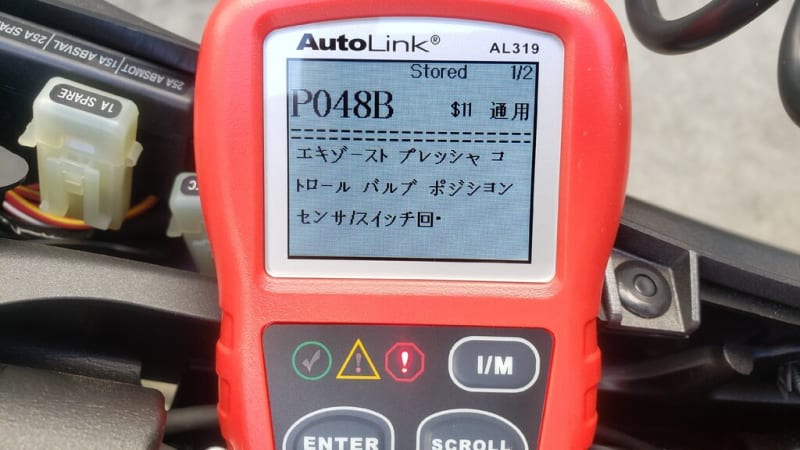 AutoLink®
AL319
Stored 1/2
P048B $11 通用
エキゾースト プレッシャ コ
トロール バルブ ポジション
センサ/スイッチ回
I/M
ENTER
SCROLL
25A SPARE
15A ABSVAL
25A ABSMOT
1A SPARE